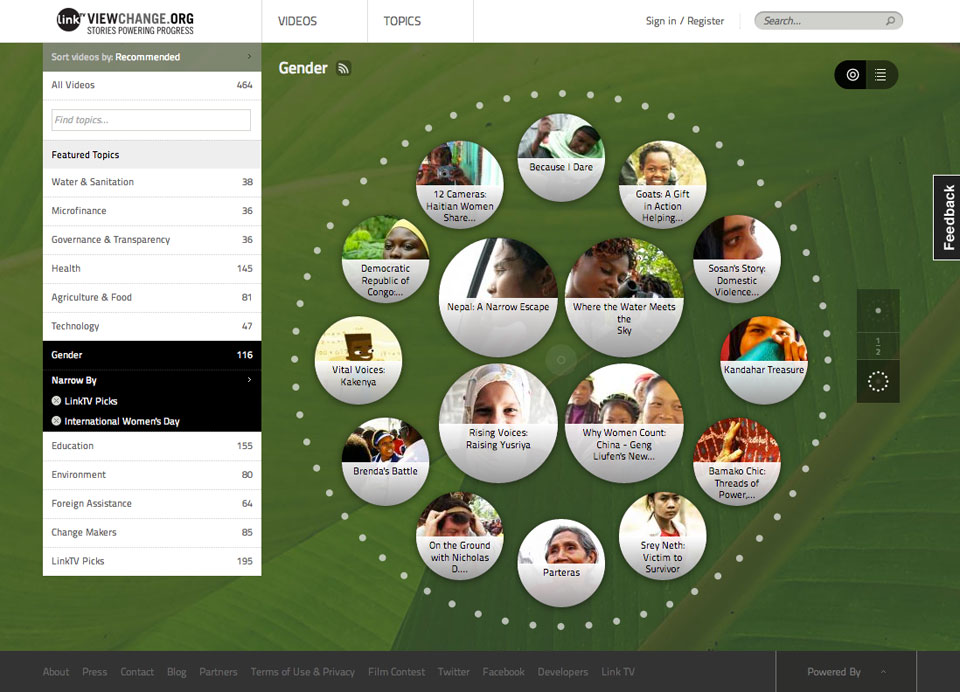 link tv VIEWCHANGE.ORG
STORIES POWERING PROGRESS
VIDEOS
TOPICS
Sign in / Register
Search...
Sort videos by: Recommended
All Videos 464
Find topics...
Featured Topics
Water & Sanitation 38
Microfinance 36
Governance & Transparency 36
Health 145
Agriculture & Food 81
Technology 47
Gender 116
Narrow By
LinkTV Picks
International Women's Day
Education 155
Environment 80
Foreign Assistance 64
Change Makers 85
LinkTV Picks 195
Gender
Because I Dare
12 Cameras:
Haitian Women
Share...
Goats: A Gift
in Action
Helping...
Democratic
Republic of
Congo:...
Nepal: A Narrow Escape
Where the Water Meets
the
Sky
Sosan's Story:
Domestic
Violence...
Vital Voices:
Kakenya
Kandahar Treasure
Rising Voices:
Raising Yusriya
Why Women Count:
China - Geng
Liufen's New...
Brenda's Battle
Bamako Chic:
Threads of
Power,...
On the Ground
with Nicholas
D....
Parteras
Srey Neth:
Victim to
Survivor
Feedback
1
2
About
Press
Contact
Blog
Partners
Terms of Use & Privacy
Film Contest
Twitter
Facebook
Developers
Link TV
Powered By